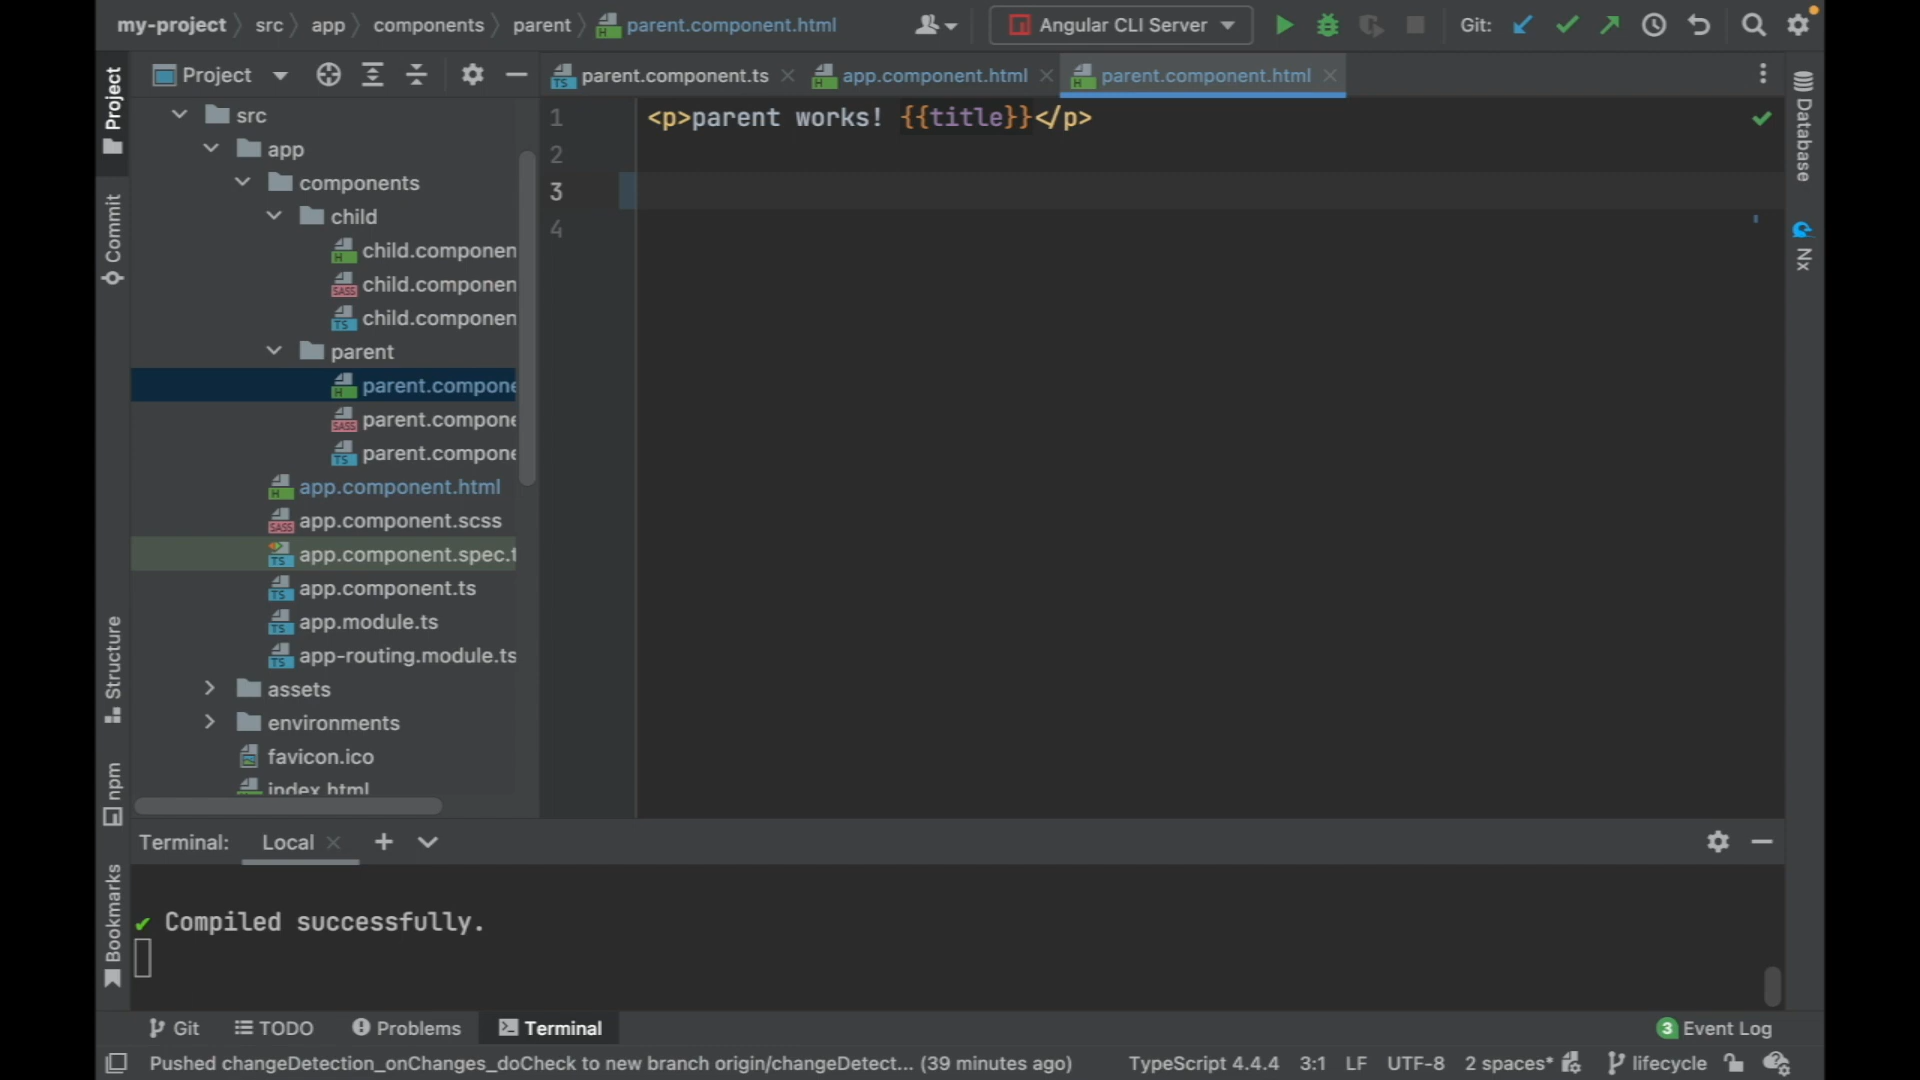 my-project src app components parent parent.component.html Angular CLI Server Git:
Project parent.component.ts app.component.html parent.component.html
Project
Commit
Structure
npm
Bookmarks
src
app
components
child
child.componen
child.componen
child.componen
parent
parent.compone
parent.compone
parent.compone
app.component.html
app.component.scss
app.component.spec.t
app.component.ts
app.module.ts
app-routing.module.ts
assets
environments
favicon.ico
index.html
1 <p>parent works! {{title}}</p>
2
3
4
Database
Nx
Terminal: Local
✔ Compiled successfully.
Git TODO Problems Terminal 3 Event Log
Pushed changeDetection_onChanges_doCheck to new branch origin/changeDetect... (39 minutes ago) TypeScript 4.4.4 3:1 LF UTF-8 2 spaces* lifecycle